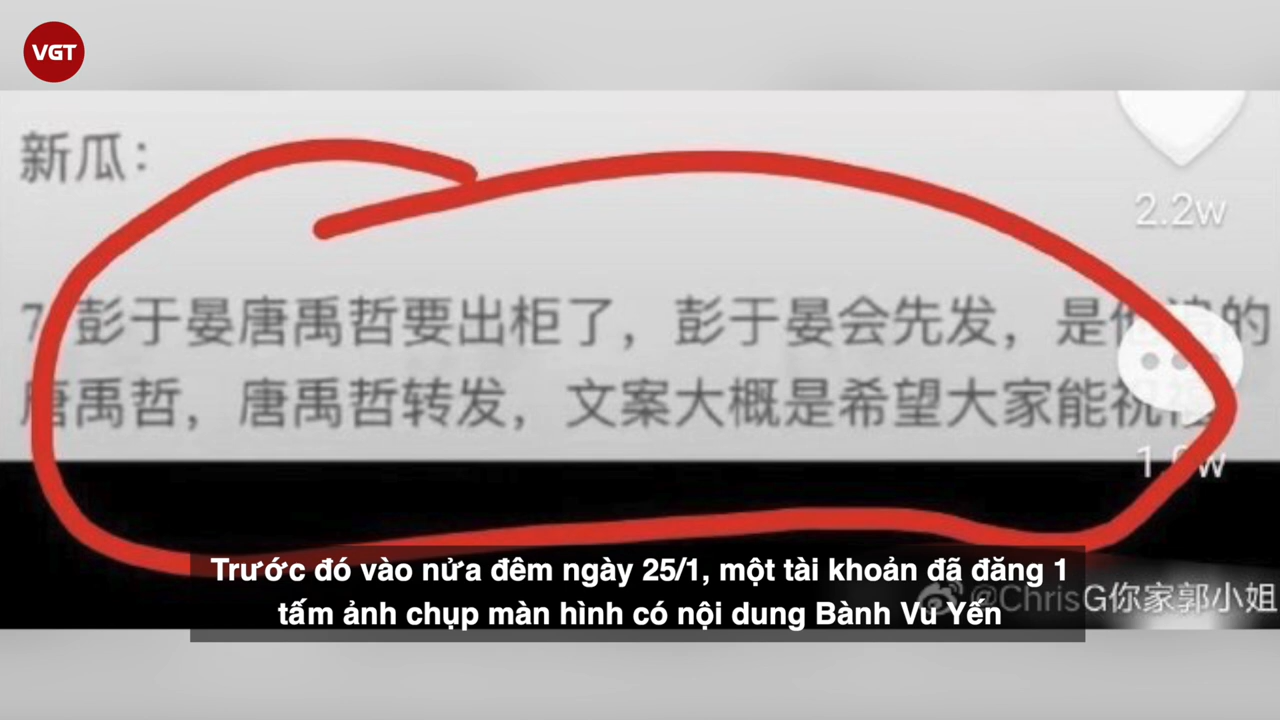 VGT
新瓜：
2.2w
彭于晏唐禹哲要出柜了，彭于晏会先发，是 的
唐禹哲，唐禹哲转发，文案大概是希望大家能祝
Trước đó vào nửa đêm ngày 25/1, một tài khoản đã đăng 1
tấm ảnh chụp màn hình có nội dung Bành Vu Yến
@ChrisG你家郭小姐